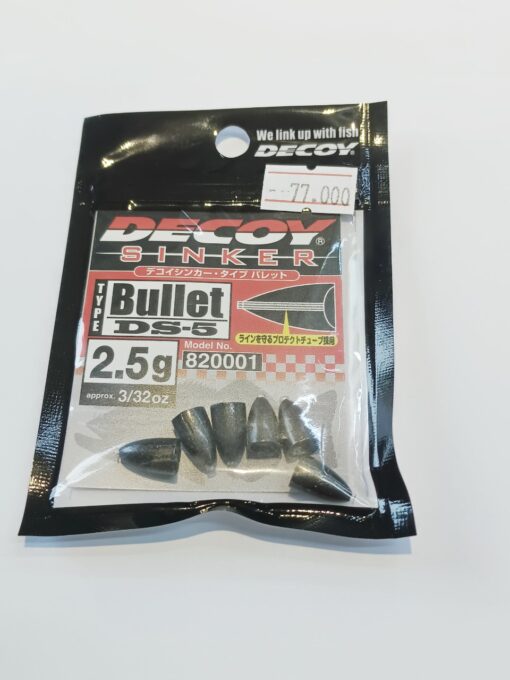 We link up with fish
DECOY
-77.000
DECOY®
SINKER
デコイシンカー・タイプ バレット
TYPE
Bullet
DS-5
ラインを守るプロテクトチューブ採用
2.5g
Model No.
820001
approx. 3/32oz